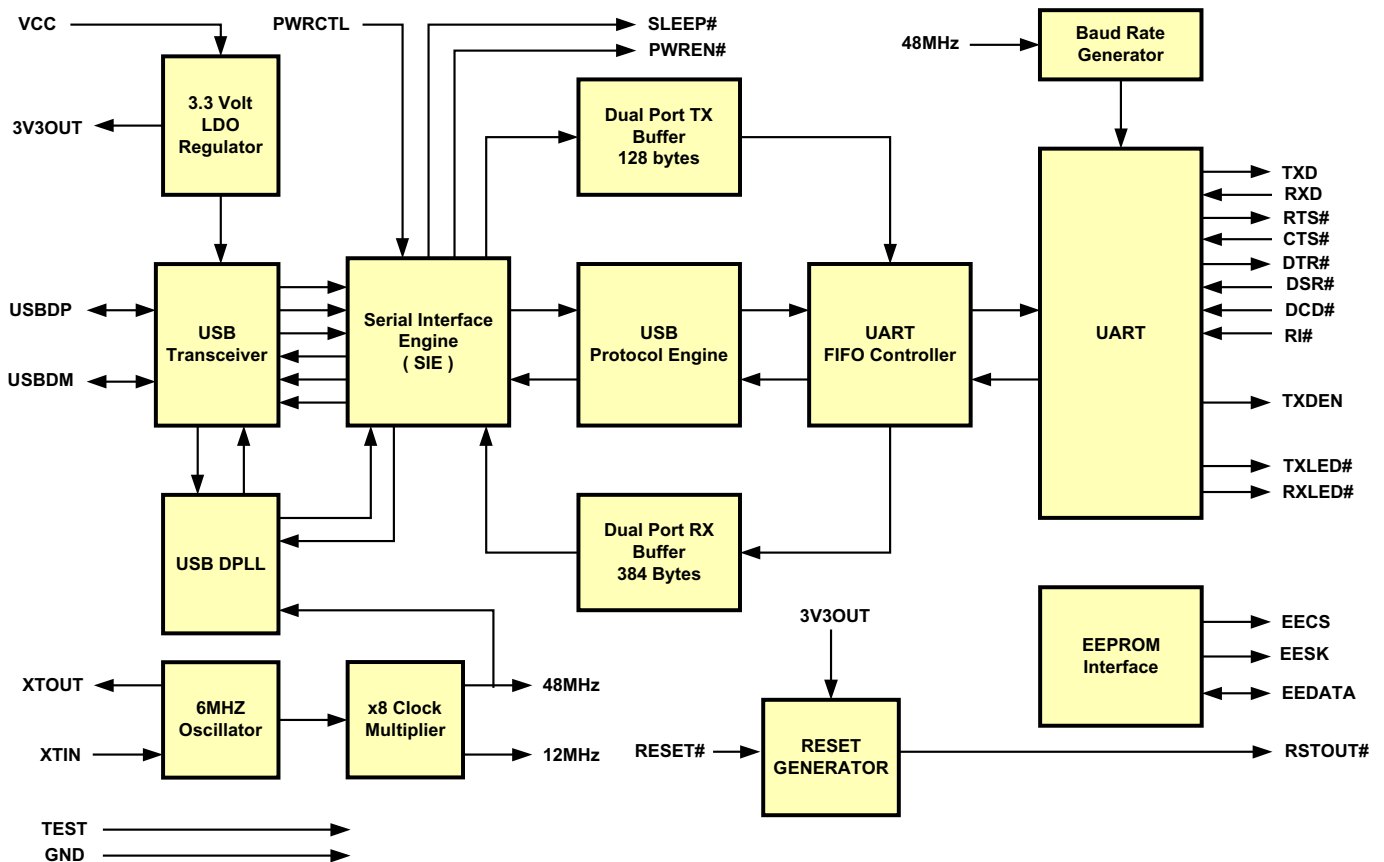 VCC
PWRCTL
SLEEP#
PWREN#
48MHz
Baud Rate
Generator
3.3 Volt
LDO
Regulator
3V3OUT
Dual Port TX
Buffer
128 bytes
TXD
RXD
RTS#
CTS#
DTR#
DSR#
DCD#
RI#
TXDEN
TXLED#
RXLED#
USBDP
USBDM
USB
Transceiver
Serial Interface
Engine
( SIE )
USB
Protocol Engine
UART
FIFO Controller
UART
USB DPLL
Dual Port RX
Buffer
384 Bytes
3V3OUT
EEPROM
Interface
EECS
EESK
EEDATA
XTOUT
XTIN
6MHZ
Oscillator
x8 Clock
Multiplier
48MHz
12MHz
RESET#
RESET
GENERATOR
RSTOUT#
TEST
GND